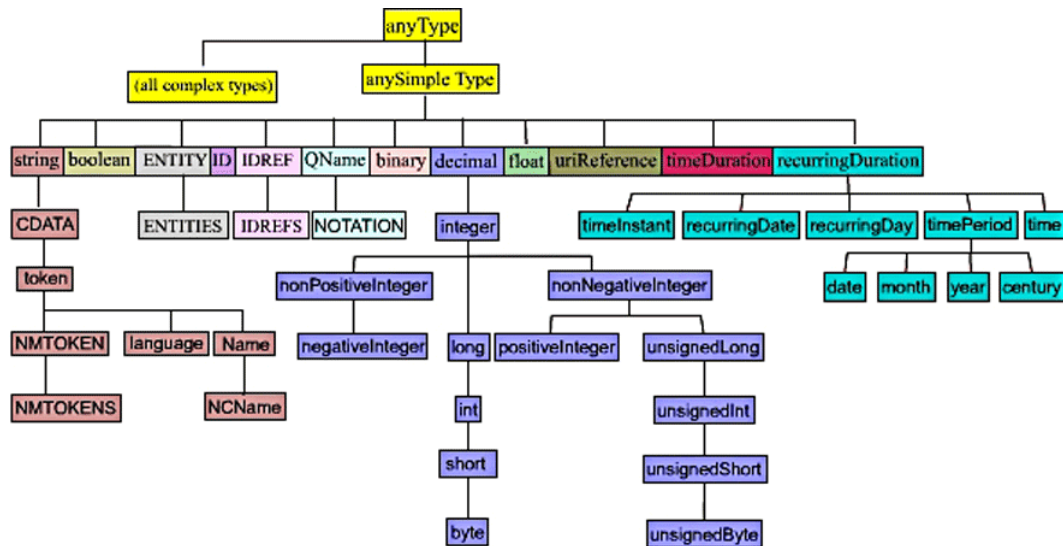 anyType
(all complex types) anySimple Type
string boolean ENTITY ID IDREF QName binary decimal float uriReference timeDuration recurringDuration
CDATA ENTITIES IDREFS NOTATION integer timeInstant recurringDate recurringDay timePeriod time
token nonPositiveInteger nonNegativeInteger date month year century
NMTOKEN language Name negativeInteger long positiveInteger unsignedLong
NMTOKENS NCName int unsignedInt
short unsignedShort
byte unsignedByte